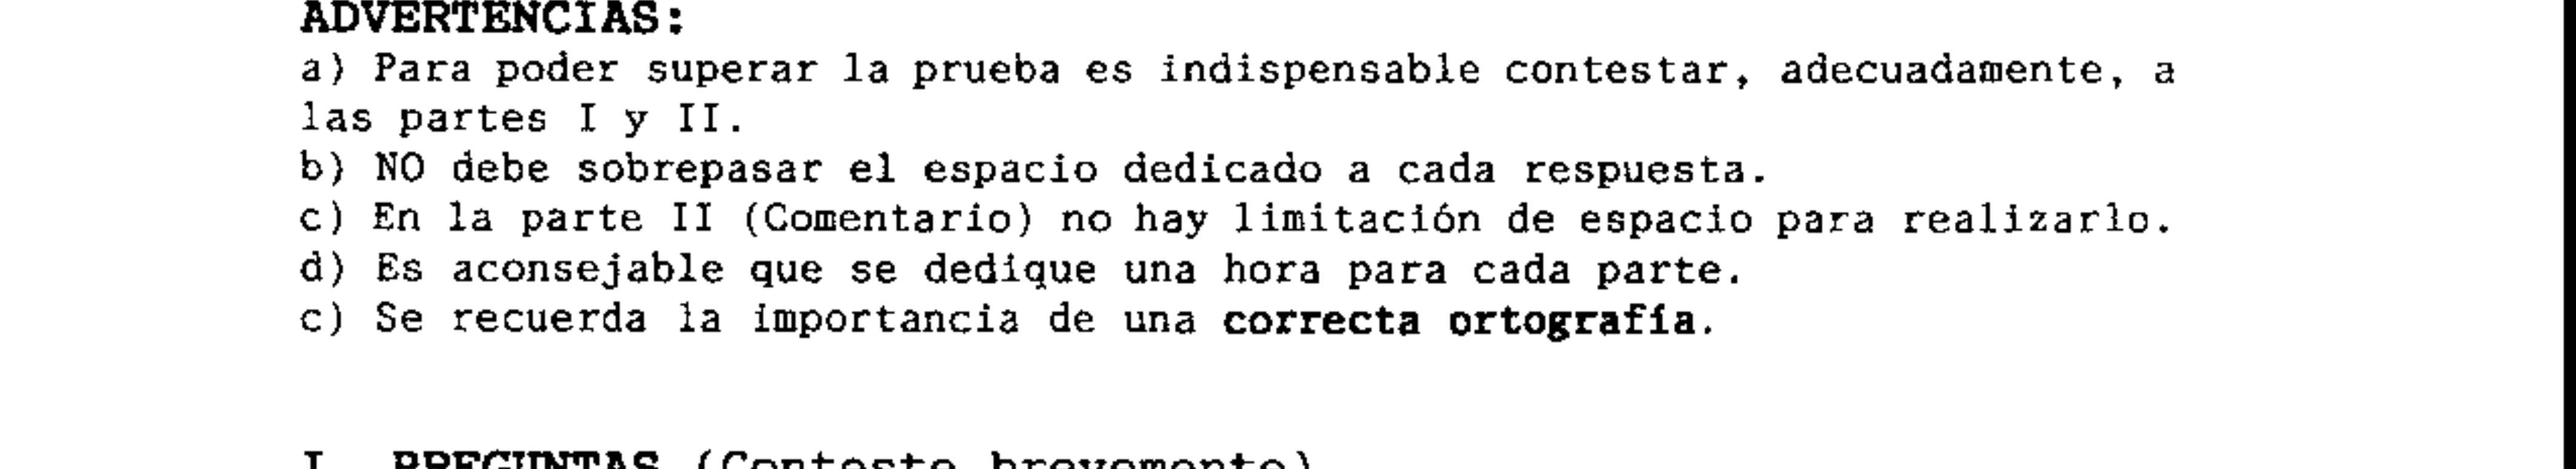 ADVERTENCIAS:
a) Para poder superar la prueba es indispensable contestar, adecuadamente, a
las partes I y II.
b) NO debe sobrepasar el espacio dedicado a cada respuesta.
c) En la parte II (Comentario) no hay limitación de espacio para realizarlo.
d) Es aconsejable que se dedique una hora para cada parte.
c) Se recuerda la importancia de una correcta ortografía.
I. PREGUNTAS (Conteste brevemente)